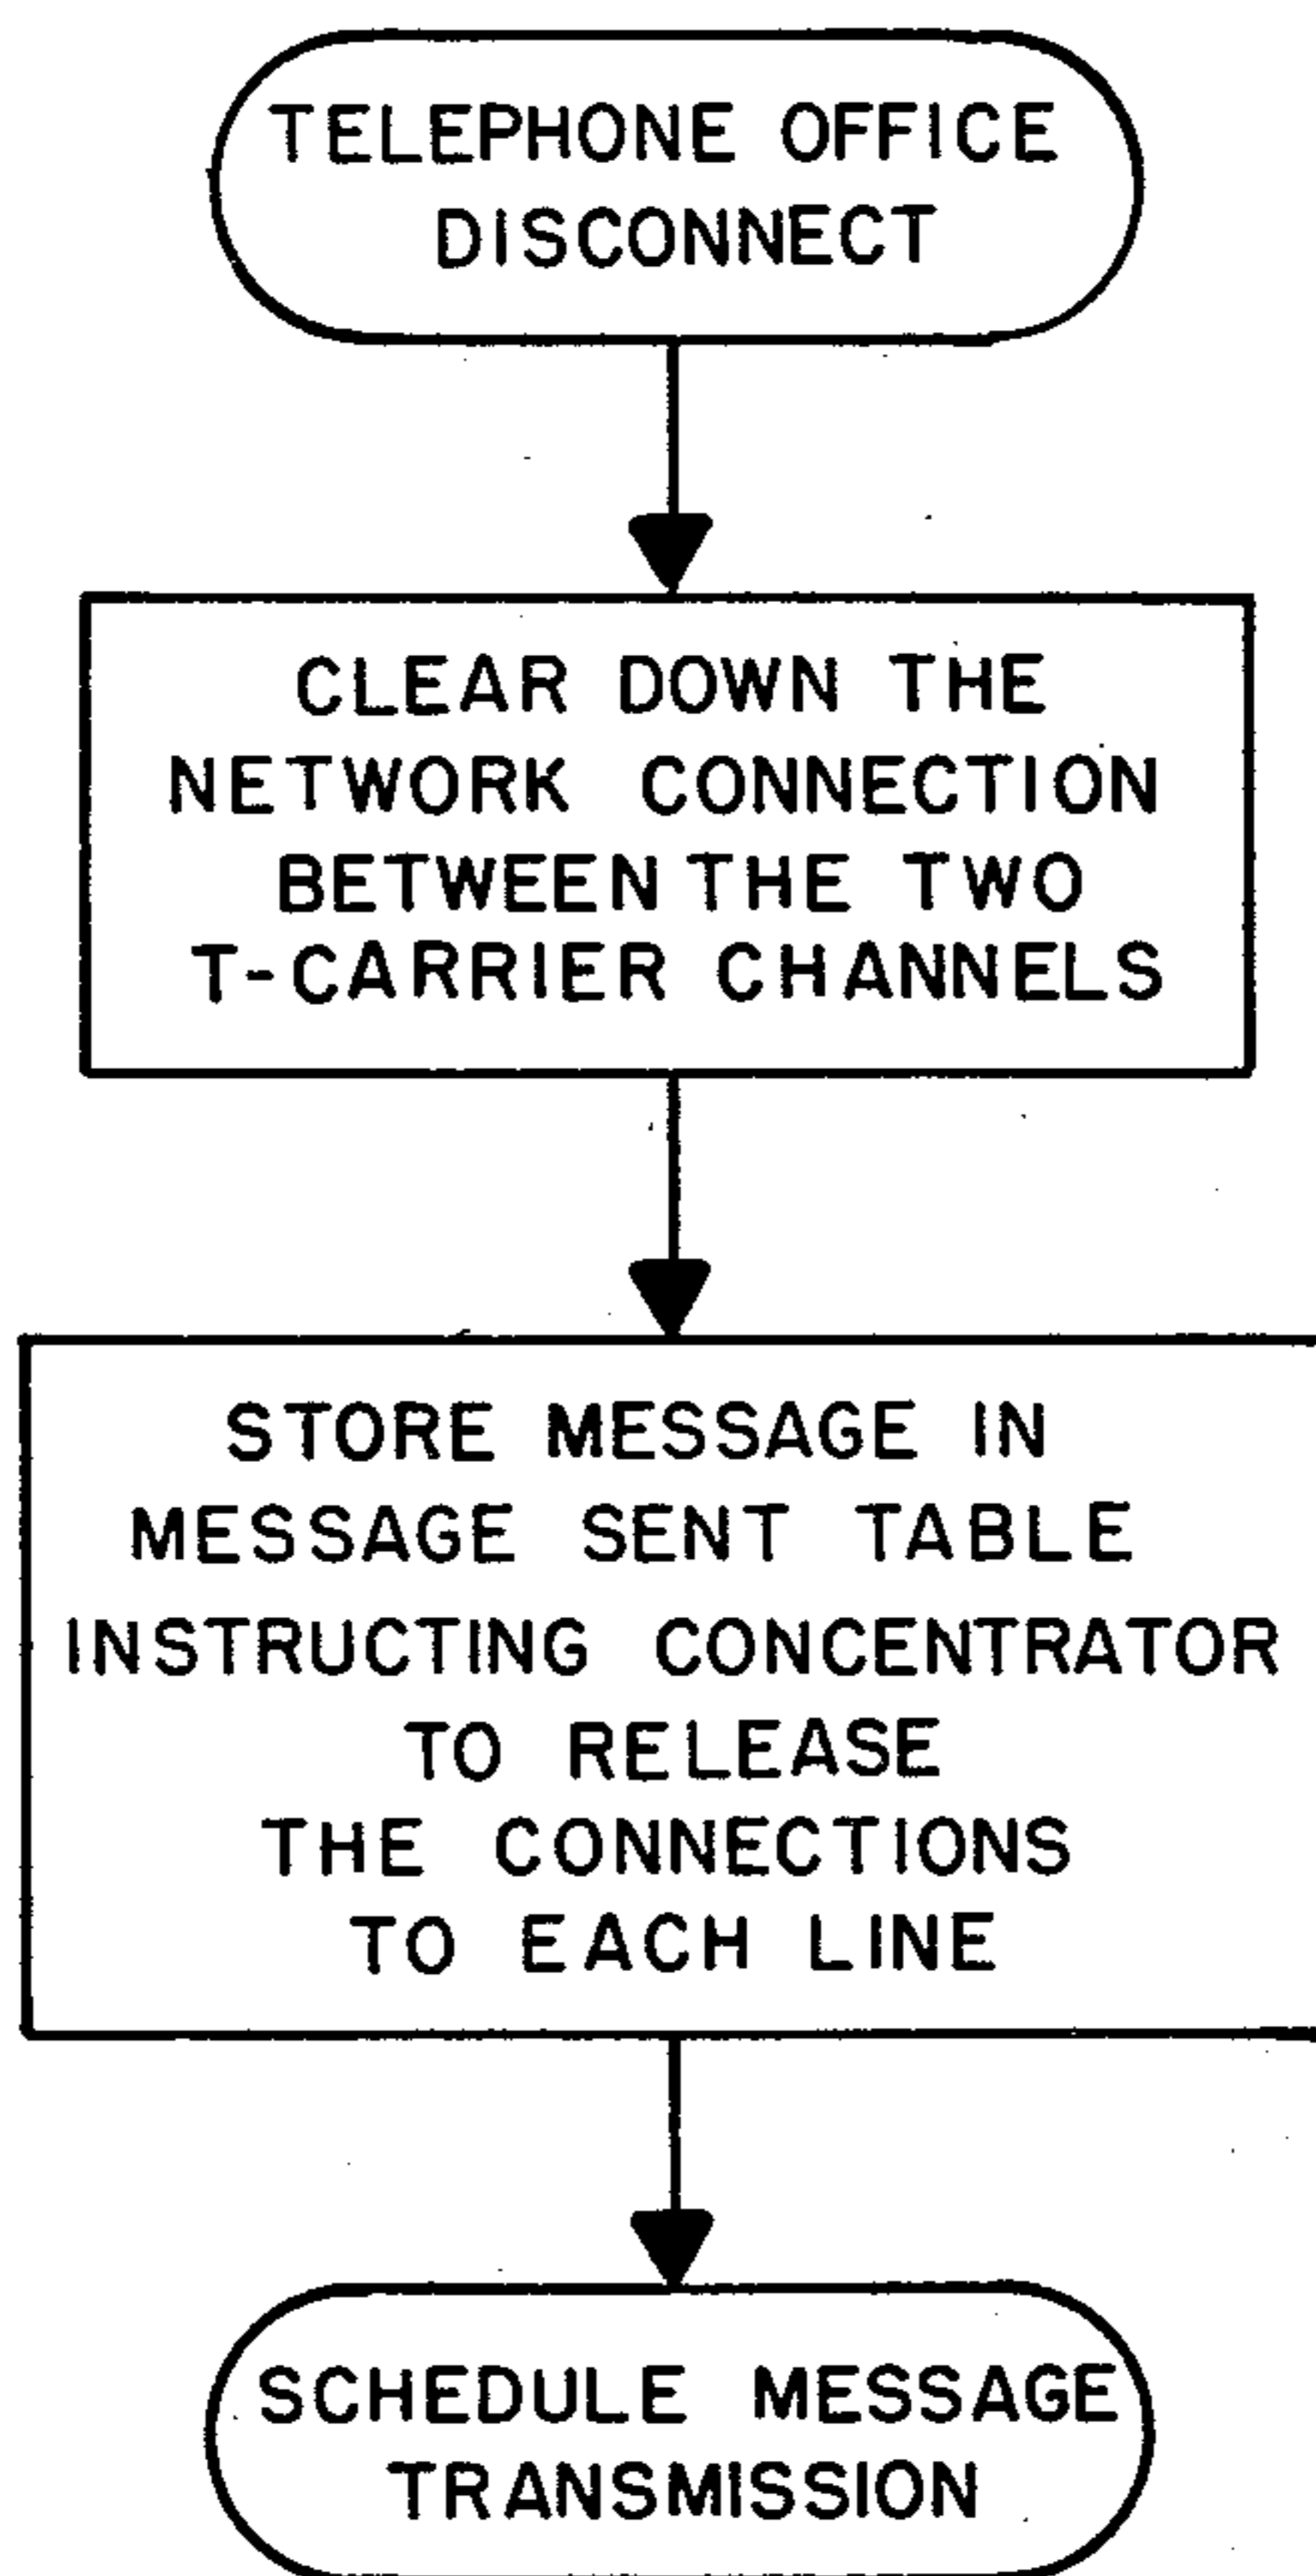 TELEPHONE OFFICE
DISCONNECT
CLEAR DOWN THE
NETWORK CONNECTION
BETWEEN THE TWO
T-CARRIER CHANNELS
STORE MESSAGE IN
MESSAGE SENT TABLE
INSTRUCTING CONCENTRATOR
TO RELEASE
THE CONNECTIONS
TO EACH LINE
SCHEDULE MESSAGE
TRANSMISSION